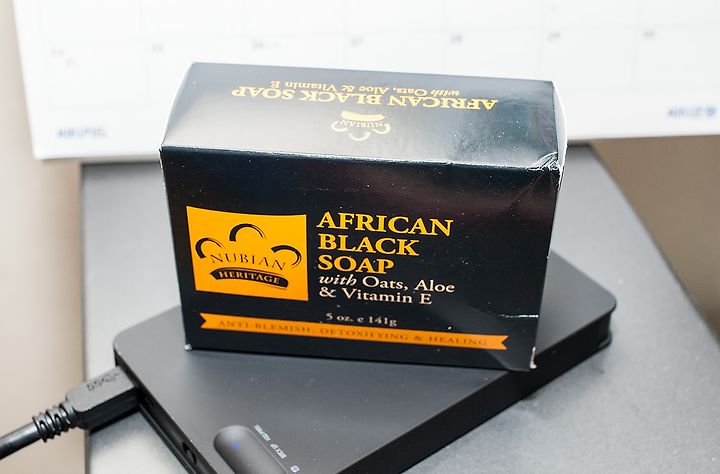 AFRICAN BLACK SOAP
with Oats, Aloe & Vitamin E
NUBIAN
NUBIAN
HERITAGE
AFRICAN
BLACK
SOAP
with Oats, Aloe
& Vitamin E
5 oz. e 141g
ANTI-BLEMISH, DETOXIFYING & HEALING